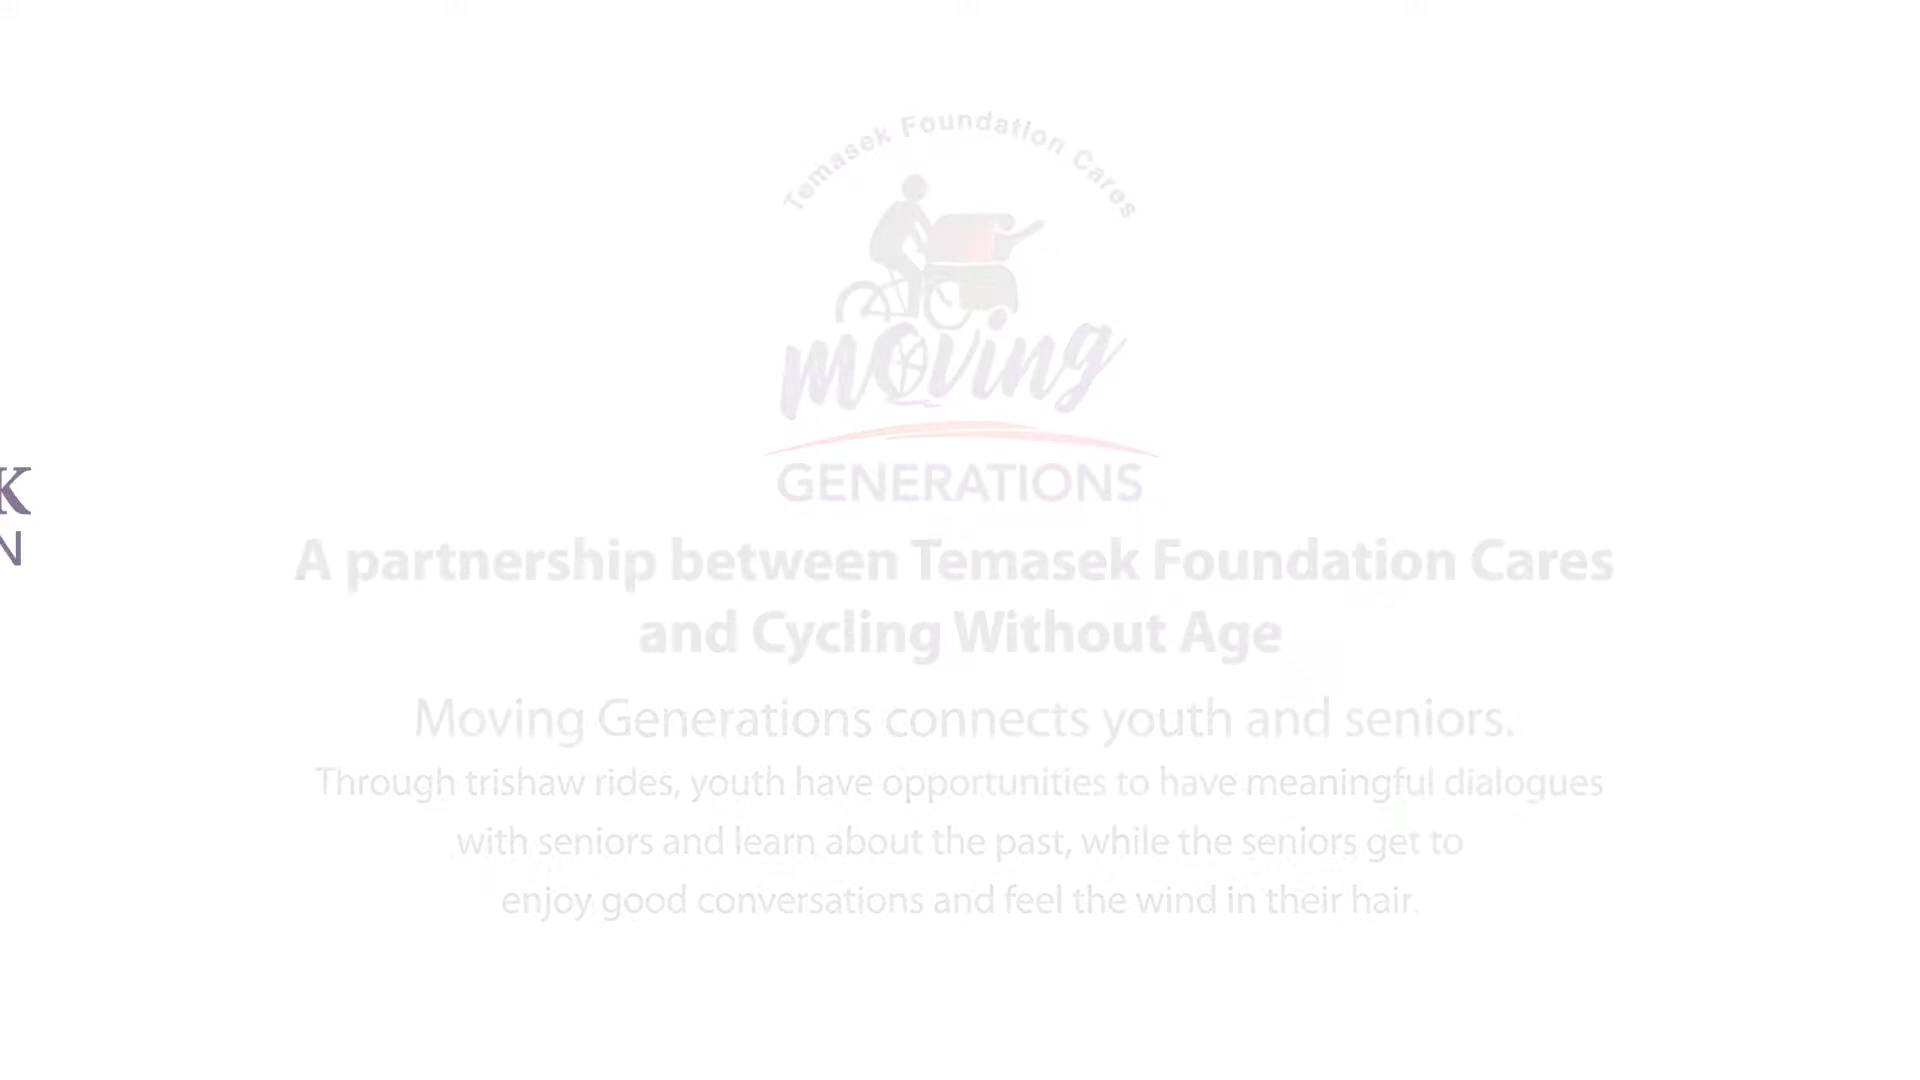 Temasek Foundation Cares
moving
GENERATIONS
K
N
A partnership between Temasek Foundation Cares
and Cycling Without Age
Moving Generations connects youth and seniors.
Through trishaw rides, youth have opportunities to have meaningful dialogues
with seniors and learn about the past, while the seniors get to
enjoy good conversations and feel the wind in their hair.